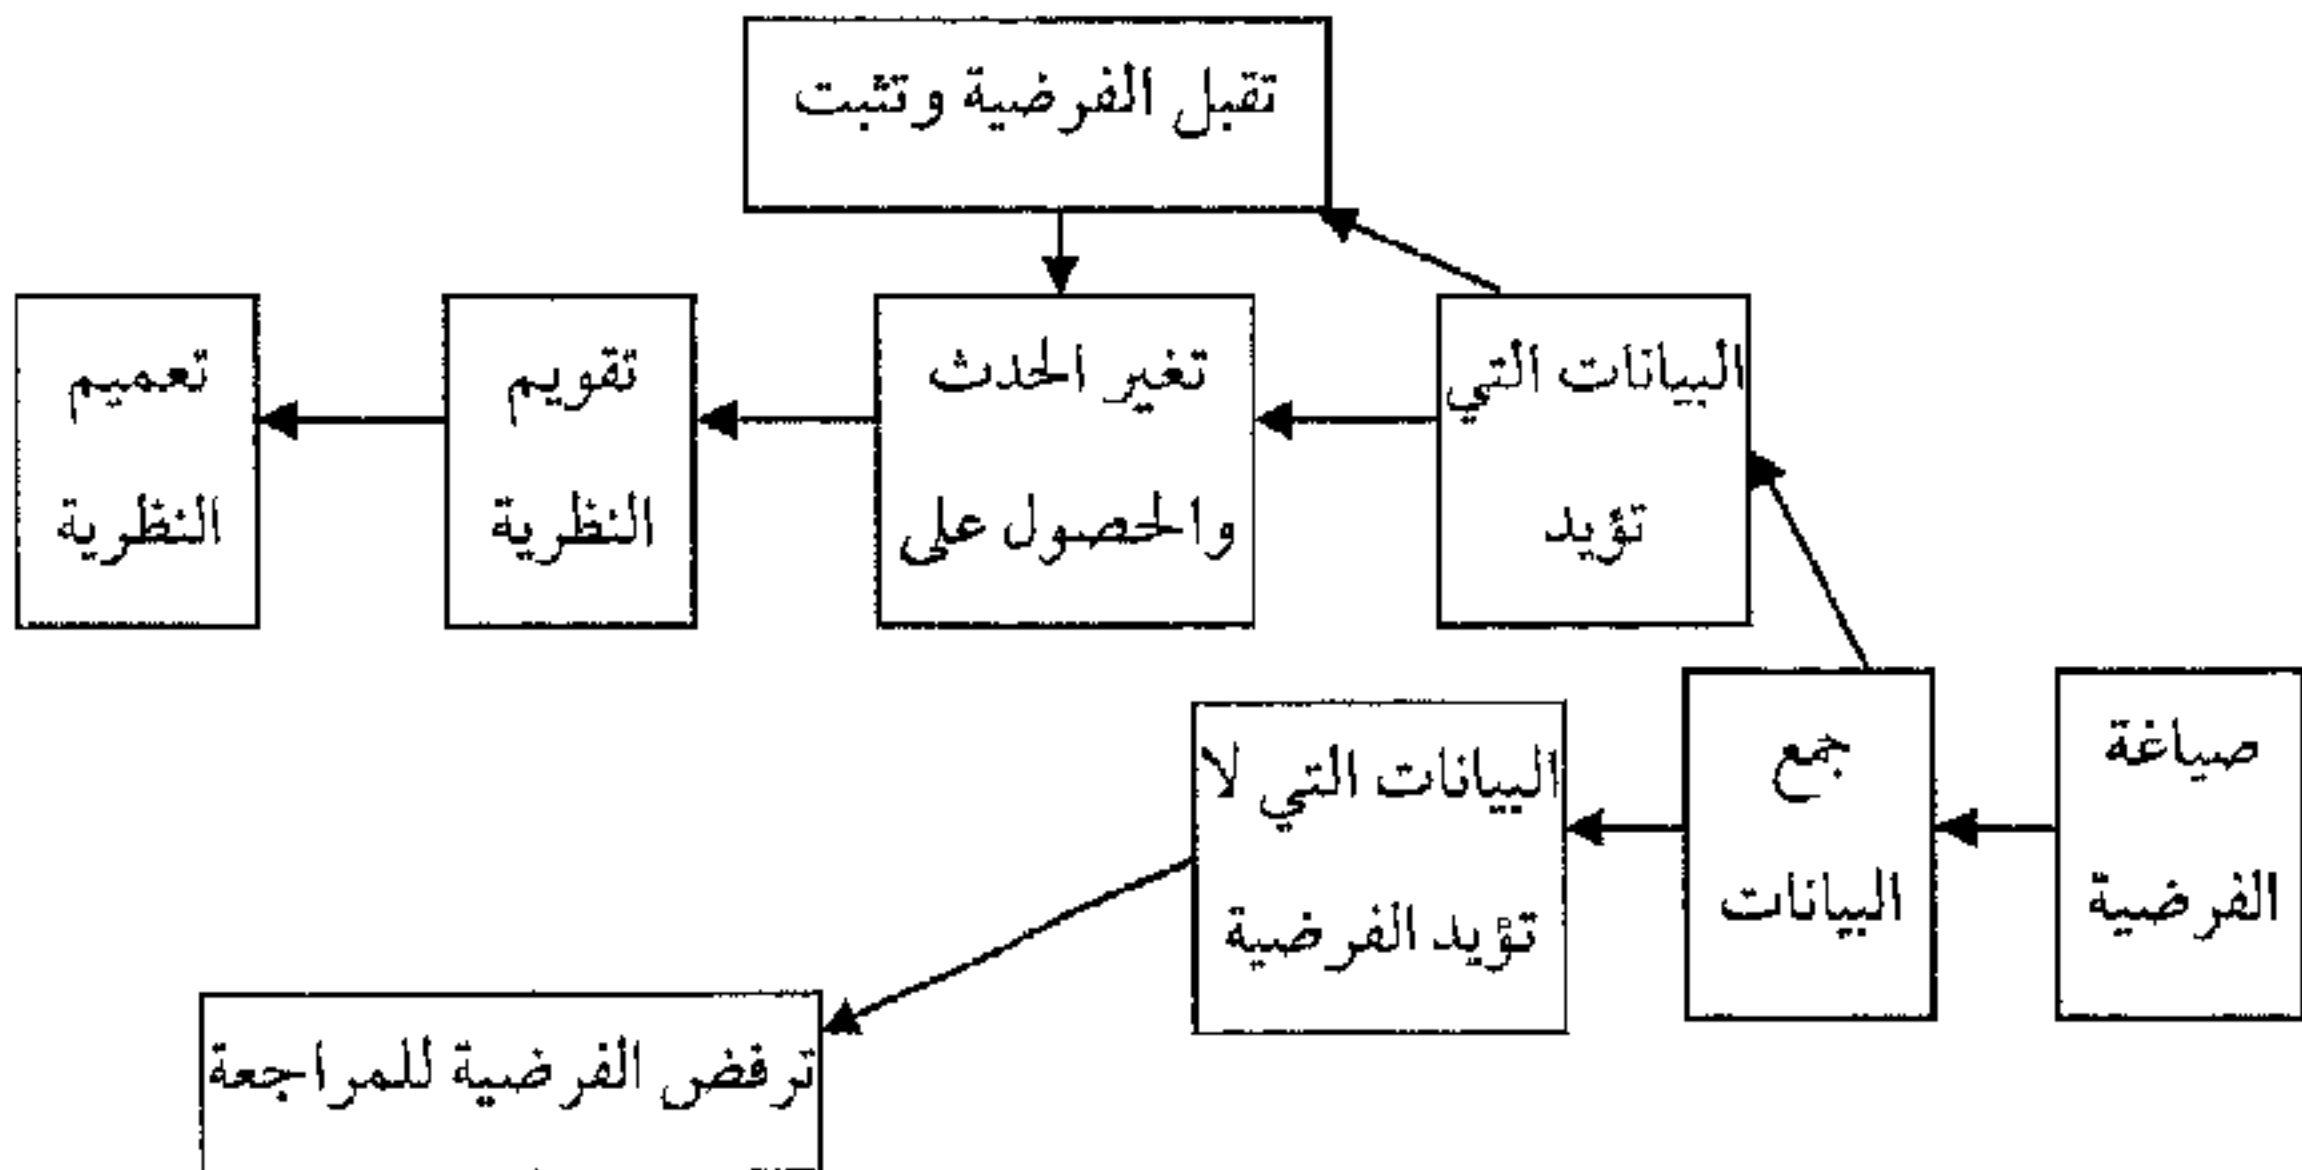 تقبل الفرضية وتثبت
البيانات التي
تؤيد
تغير الحدث
والحصول على
تقويم
النظرية
تعميم
النظرية
صياغة
الفرضية
جمع
البيانات
البيانات التي لا
تؤيد الفرضية
ترفض الفرضية للمراجعة